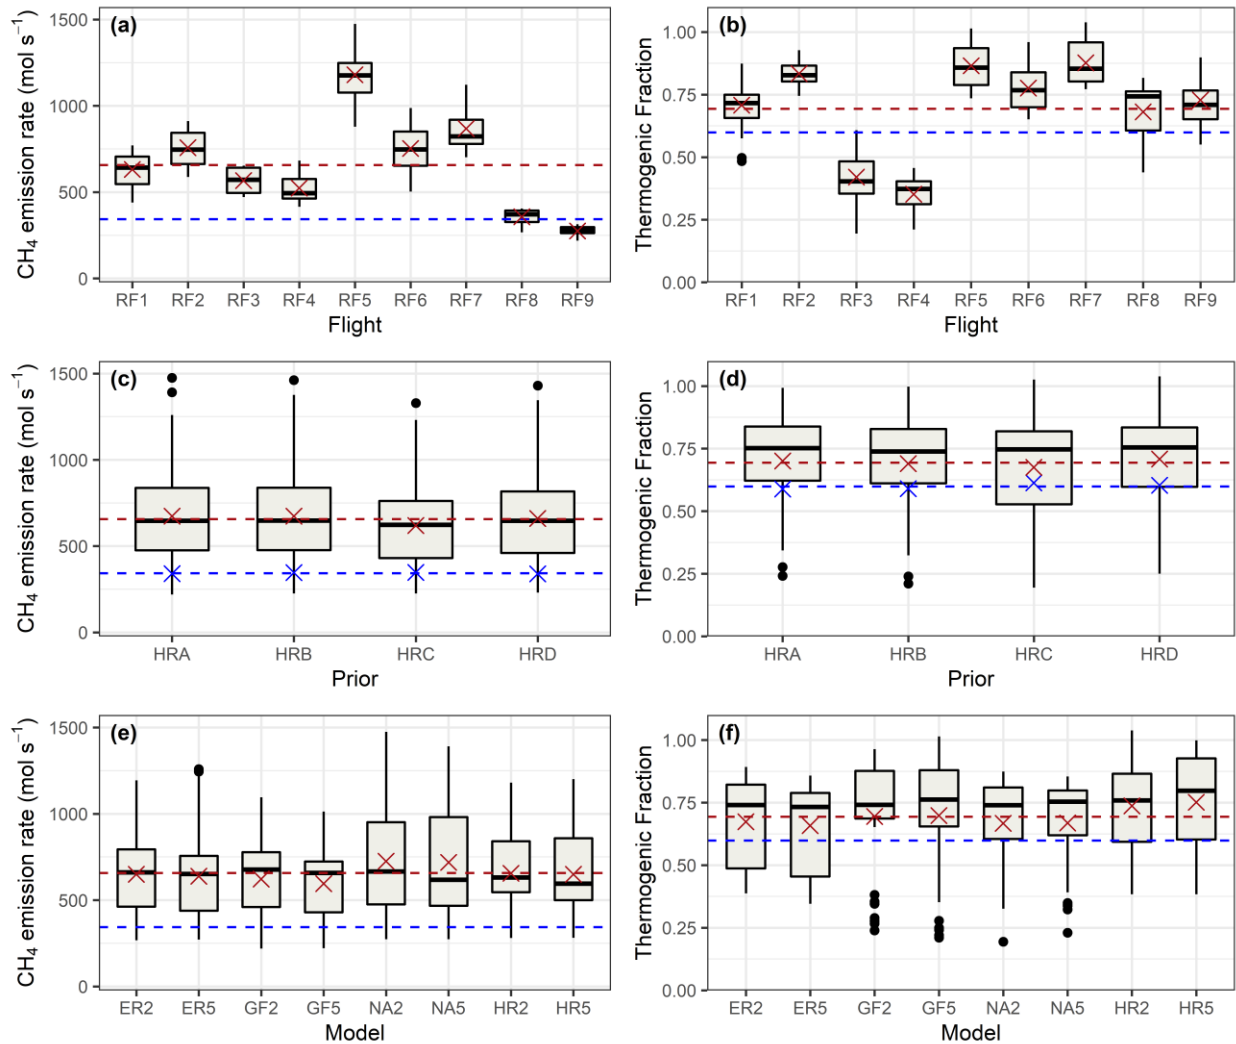 (a)
CH₄ emission rate (mol s⁻¹)
1500
1000
500
0
RF1 RF2 RF3 RF4 RF5 RF6 RF7 RF8 RF9
Flight
(b)
Thermogenic Fraction
1.00
0.75
0.50
0.25
0.00
RF1 RF2 RF3 RF4 RF5 RF6 RF7 RF8 RF9
Flight
(c)
CH₄ emission rate (mol s⁻¹)
1500
1000
500
0
HRA HRB HRC HRD
Prior
(d)
Thermogenic Fraction
1.00
0.75
0.50
0.25
0.00
HRA HRB HRC HRD
Prior
(e)
CH₄ emission rate (mol s⁻¹)
1500
1000
500
0
ER2 ER5 GF2 GF5 NA2 NA5 HR2 HR5
Model
(f)
Thermogenic Fraction
1.00
0.75
0.50
0.25
0.00
ER2 ER5 GF2 GF5 NA2 NA5 HR2 HR5
Model